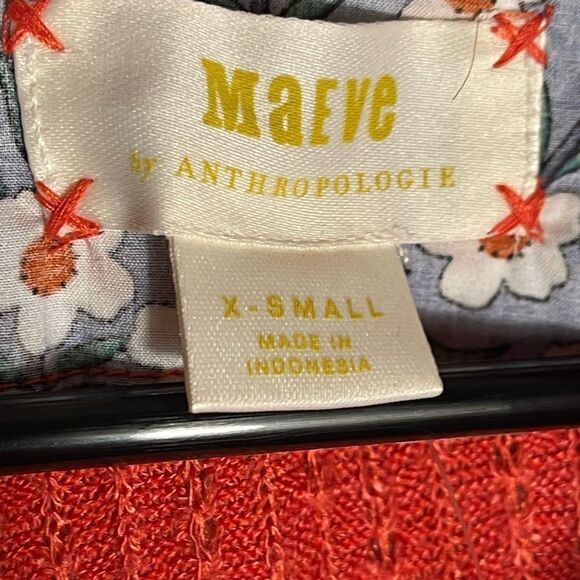 MaEve
by ANTHROPOLOGIE
X-SMALL
MADE IN
INDONESIA